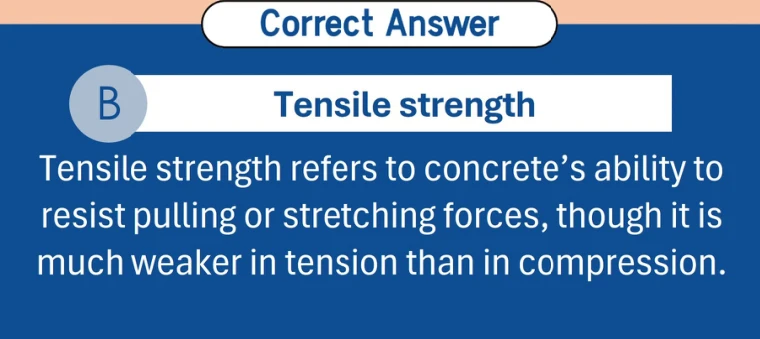 Correct Answer
B
Tensile strength
Tensile strength refers to concrete’s ability to
resist pulling or stretching forces, though it is
much weaker in tension than in compression.